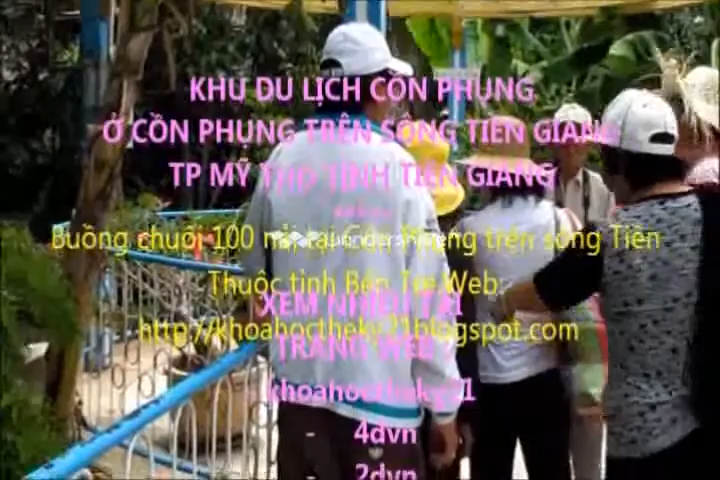 KHU DU LỊCH CỒN PHỤNG
Ở CỒN PHỤNG TRÊN SÔNG TIỀN GIANG
TP MỸ THO TỈNH TIỀN GIANG
Buồng chuối 100 nải tại Cồn Phụng trên sông Tiền
Thuộc tỉnh Bến Tre.Web:
XEM NHIỀU TẠI
http://khoahoctheky21blogspot.com
TRANG WEB
khoahoctheky21
- 4dvn
- 2dvn